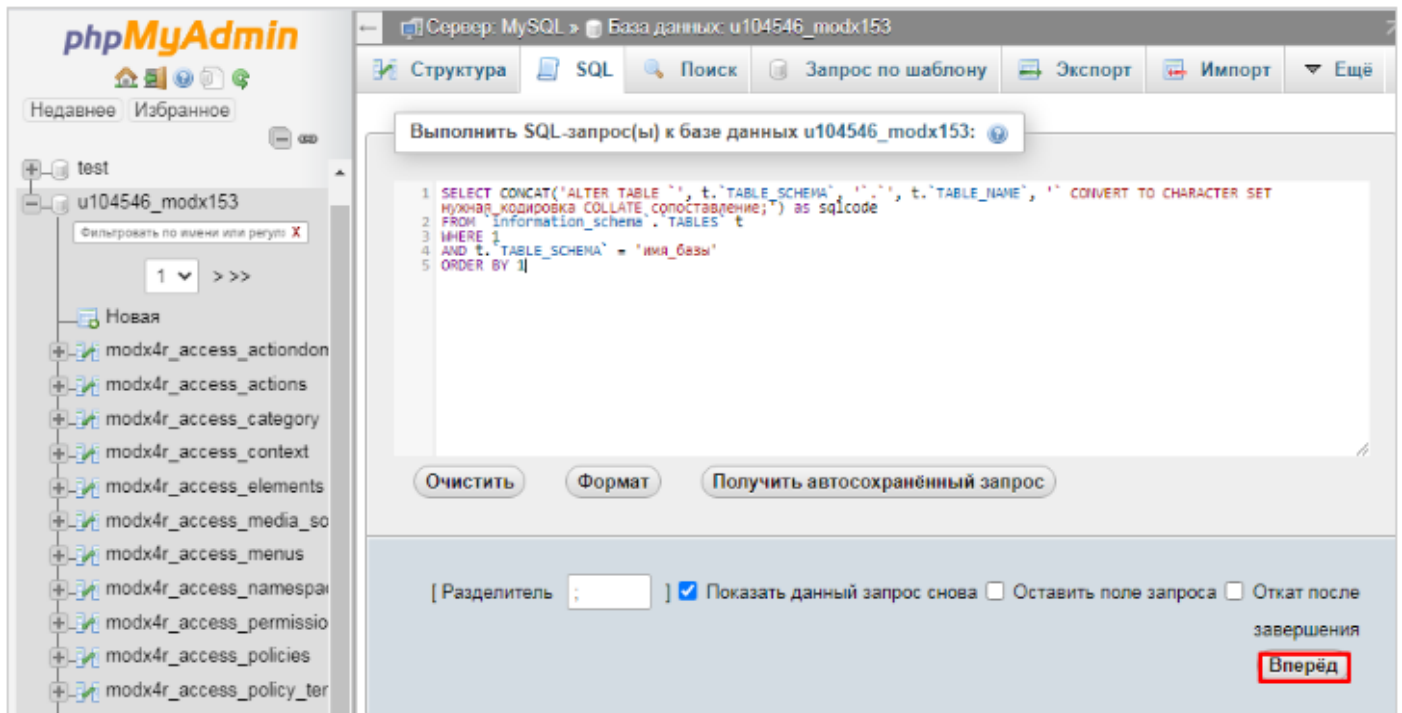 phpMyAdmin
Недавнее Избранное
test
u104546_modx153
Фильтровать по имени или регул X
1 > >>
Новая
modx4r_access_actiondon
modx4r_access_actions
modx4r_access_category
modx4r_access_context
modx4r_access_elements
modx4r_access_media_so
modx4r_access_menus
modx4r_access_namespa
modx4r_access_permissio
modx4r_access_policies
modx4r_access_policy_ter
Сервер: MySQL » База данных: u104546_modx153
Структура SQL Поиск Запрос по шаблону Экспорт Импорт Ещё
Выполнить SQL-запрос(ы) к базе данных u104546_modx153:
1 SELECT CONCAT('ALTER TABLE `', t.`TABLE_SCHEMA`, '`.`', t.`TABLE_NAME`, '` CONVERT TO CHARACTER SET
нужная_кодировка COLLATE сопоставление;') as sqlcode
2 FROM `information_schema`.`TABLES` t
3 WHERE 1
4 AND t.`TABLE_SCHEMA` = 'имя_базы'
5 ORDER BY 1
Очистить Формат Получить автосохранённый запрос
[ Разделитель ; ] Показать данный запрос снова Оставить поле запроса Откат после
завершения
Вперёд